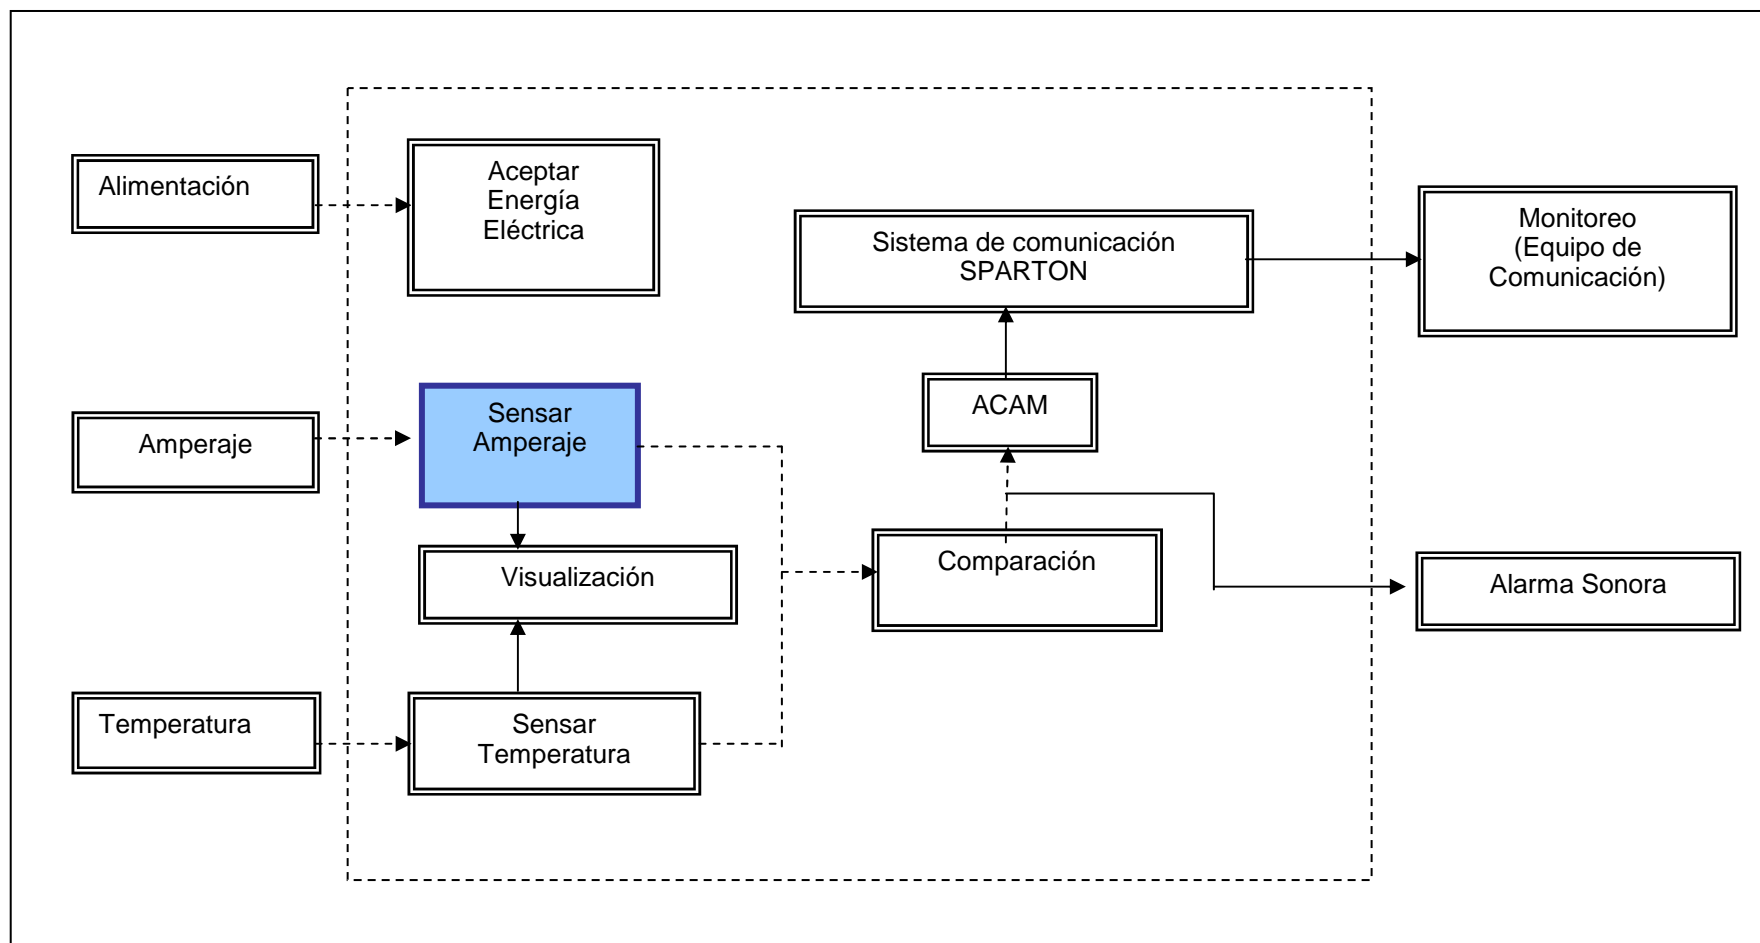 Alimentación
Aceptar
Energía
Eléctrica
Sistema de comunicación
SPARTON
Monitoreo
(Equipo de
Comunicación)
Amperaje
Sensar
Amperaje
ACAM
Visualización
Comparación
Alarma Sonora
Temperatura
Sensar
Temperatura